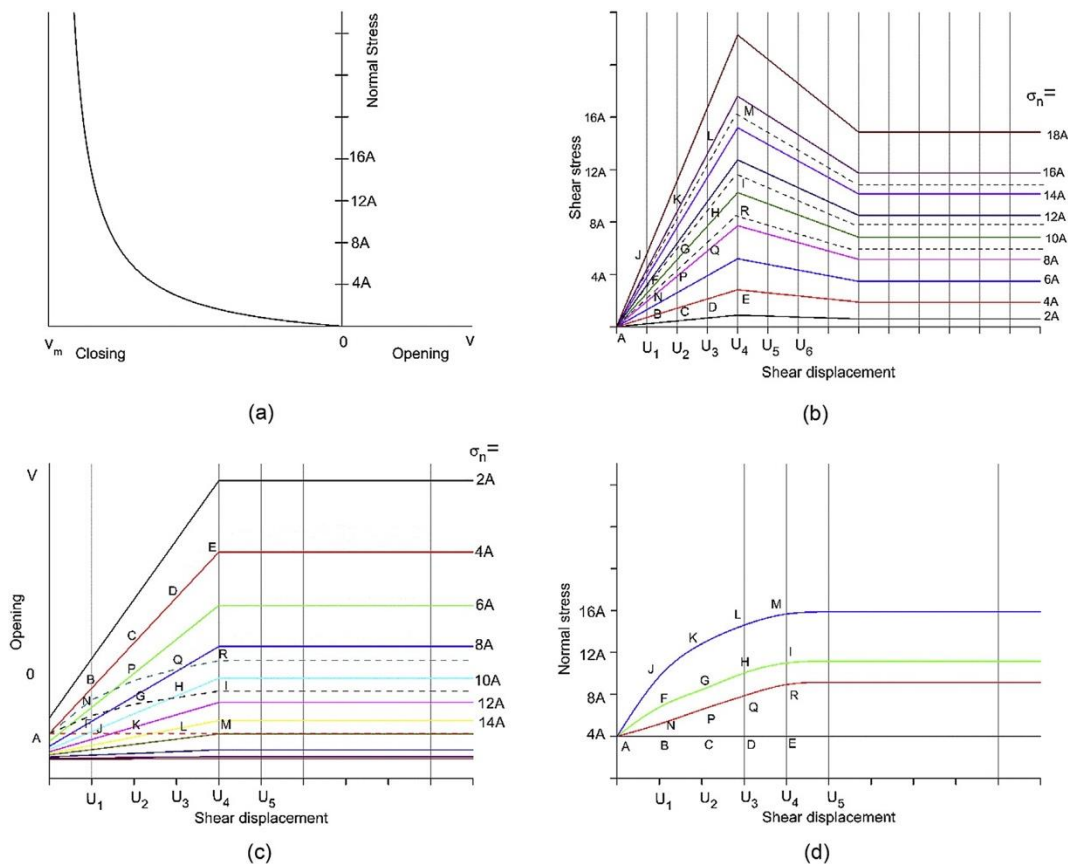 Normal Stress
16A
12A
8A
4A
Vm Closing 0 Opening V
(a)
σn=
Shear stress
16A
12A
8A
4A
18A
16A
14A
12A
10A
8A
6A
4A
2A
J K L M
F G H I
N P Q R
A B C D E
U1 U2 U3 U4 U5 U6
Shear displacement
(b)
σn=
V
Opening
0
2A
4A
6A
8A
10A
12A
14A
A B C D E
N P Q R
F G H I
J K L M
U1 U2 U3 U4 U5
Shear displacement
(c)
Normal stress
16A
12A
8A
4A
J K L M
F G H I
N P Q R
A B C D E
U1 U2 U3 U4 U5
Shear displacement
(d)